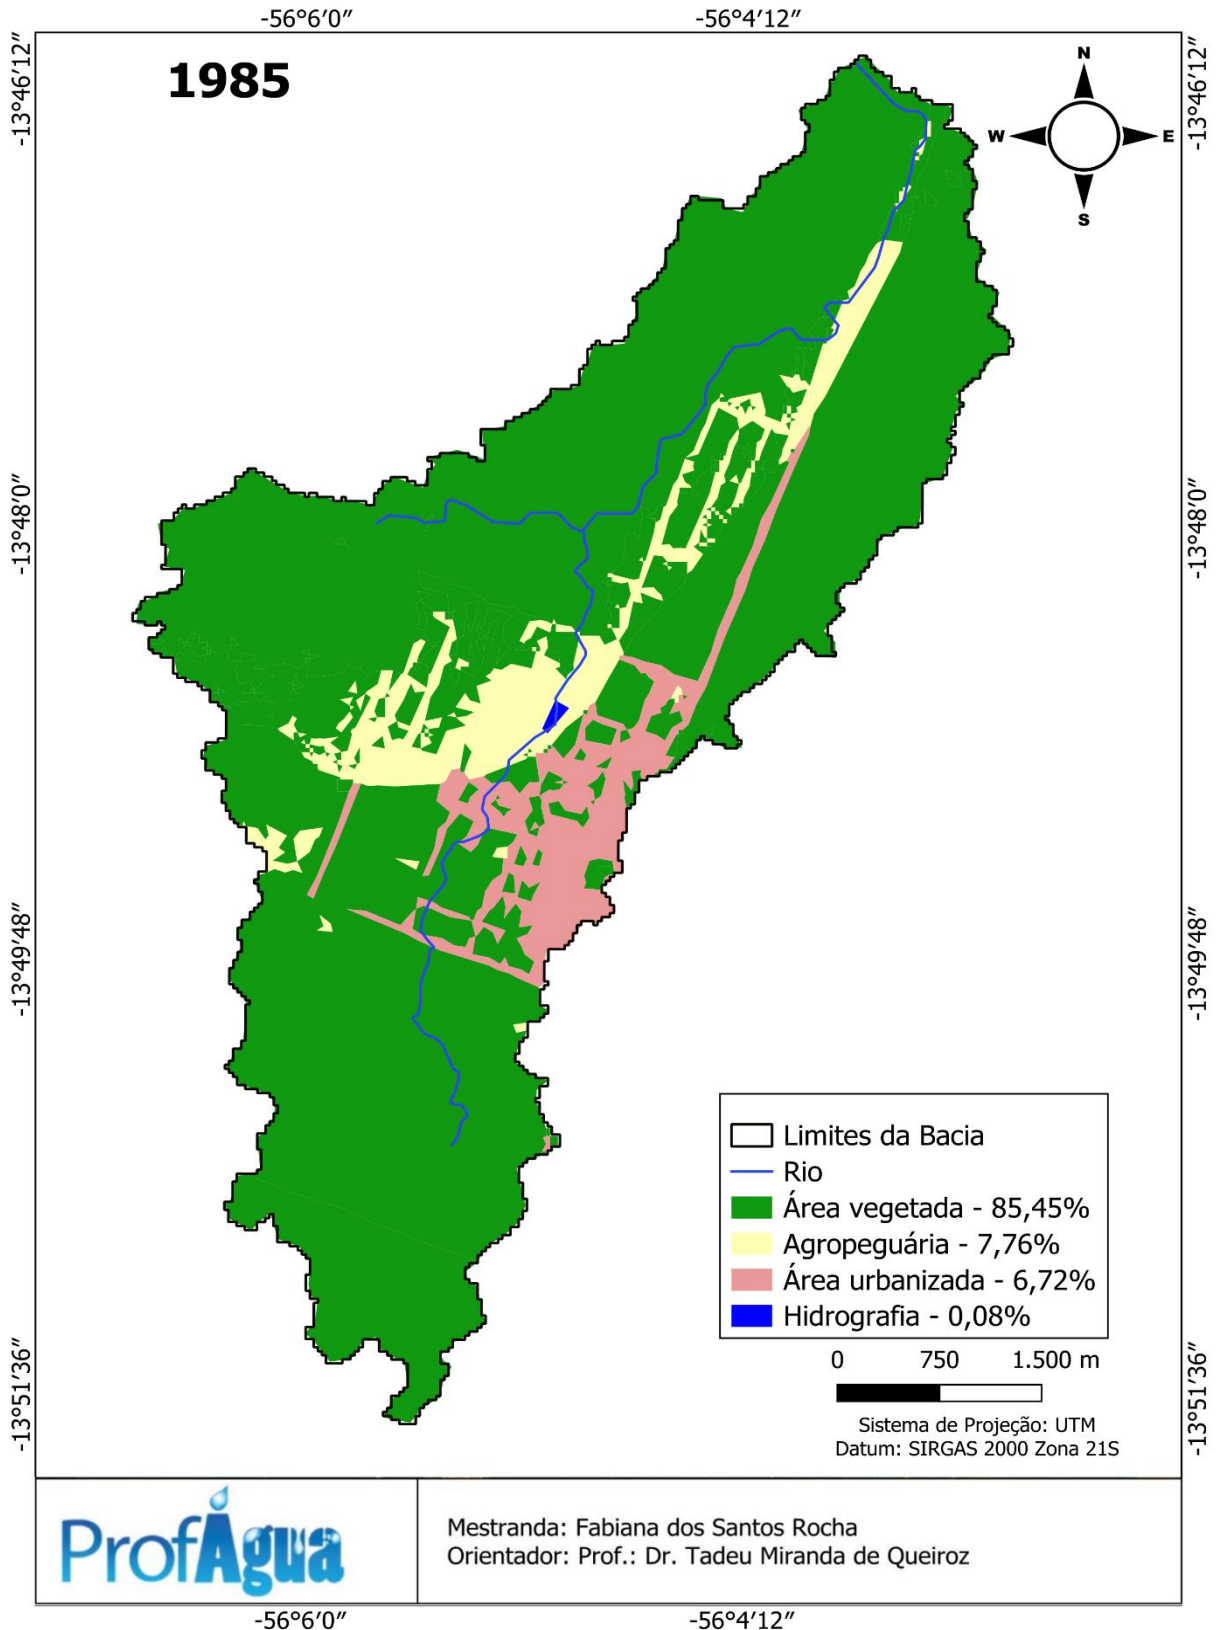 -56°6′0″ -56°4′12″
1985
-13°46′12″
-13°46′12″
N
W E
S
-13°48′0″
-13°48′0″
-13°49′48″
-13°49′48″
Limites da Bacia
Rio
Área vegetada - 85,45%
Agropeguária - 7,76%
Área urbanizada - 6,72%
Hidrografia - 0,08%
0 750 1.500 m
-13°51′36″
-13°51′36″
Sistema de Projeção: UTM
Datum: SIRGAS 2000 Zona 21S
ProfÁgua
Mestranda: Fabiana dos Santos Rocha
Orientador: Prof.: Dr. Tadeu Miranda de Queiroz
-56°6′0″ -56°4′12″